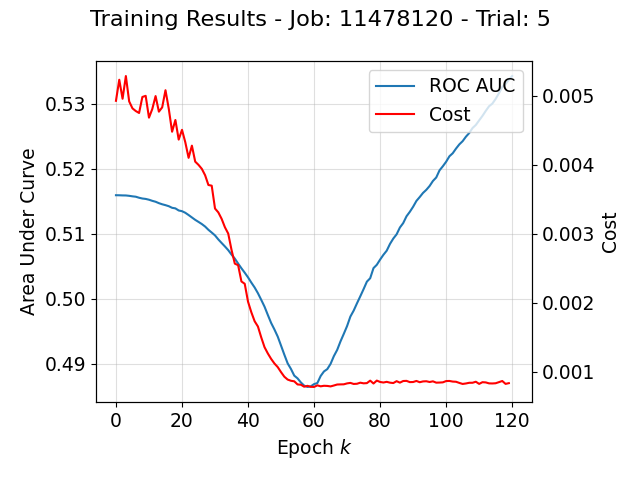 Training Results - Job: 11478120 - Trial: 5
ROC AUC
Cost
0.53
0.52
0.51
0.50
0.49
Area Under Curve
0.005
0.004
0.003
0.002
0.001
Cost
0 20 40 60 80 100 120
Epoch k